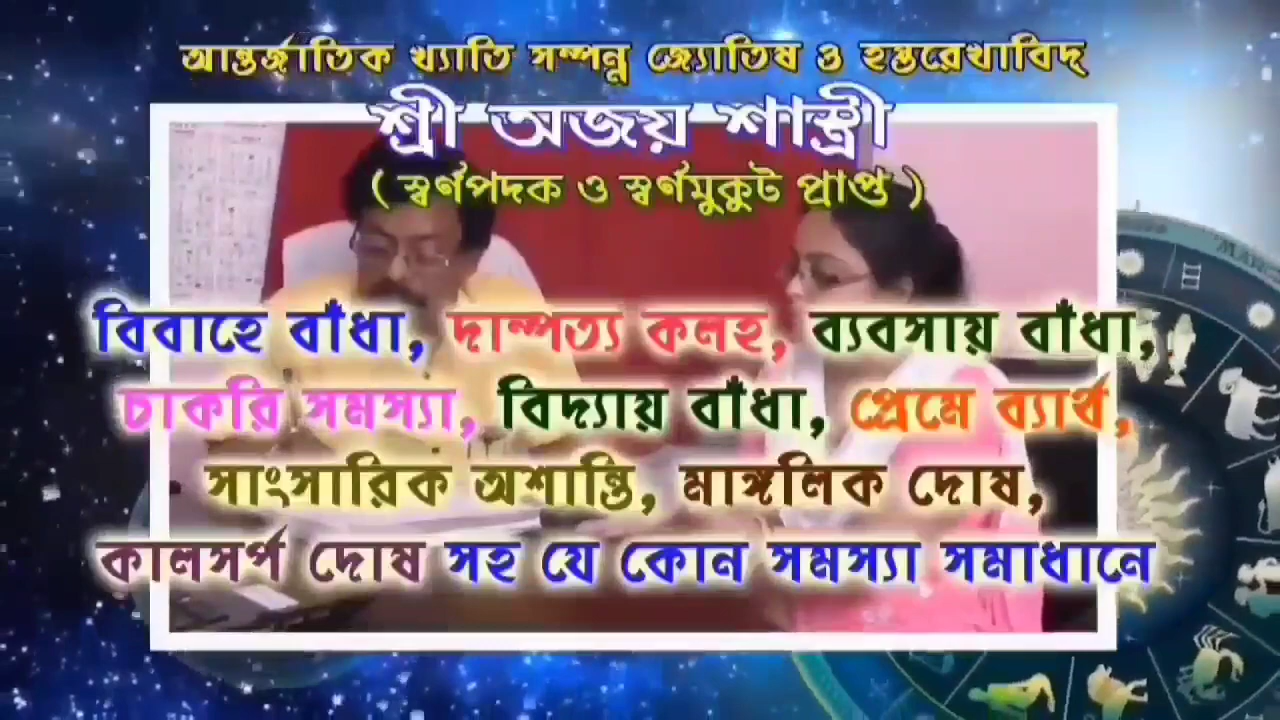 আন্তর্জাতিক খ্যাতি সম্পন্ন জ্যোতিষ ও হস্তরেখাবিদ্
শ্রী অজয় শাস্ত্রী
( স্বর্ণপদক ও স্বর্ণমুকুট প্রাপ্ত )
বিবাহে বাঁধা, দাম্পত্য কলহ, ব্যবসায় বাঁধা,
চাকরি সমস্যা, বিদ্যায় বাঁধা, প্রেমে ব্যার্থ,
সাংসারিক অশান্তি, মাঙ্গলিক দোষ,
কালসর্প দোষ সহ যে কোন সমস্যা সমাধানে